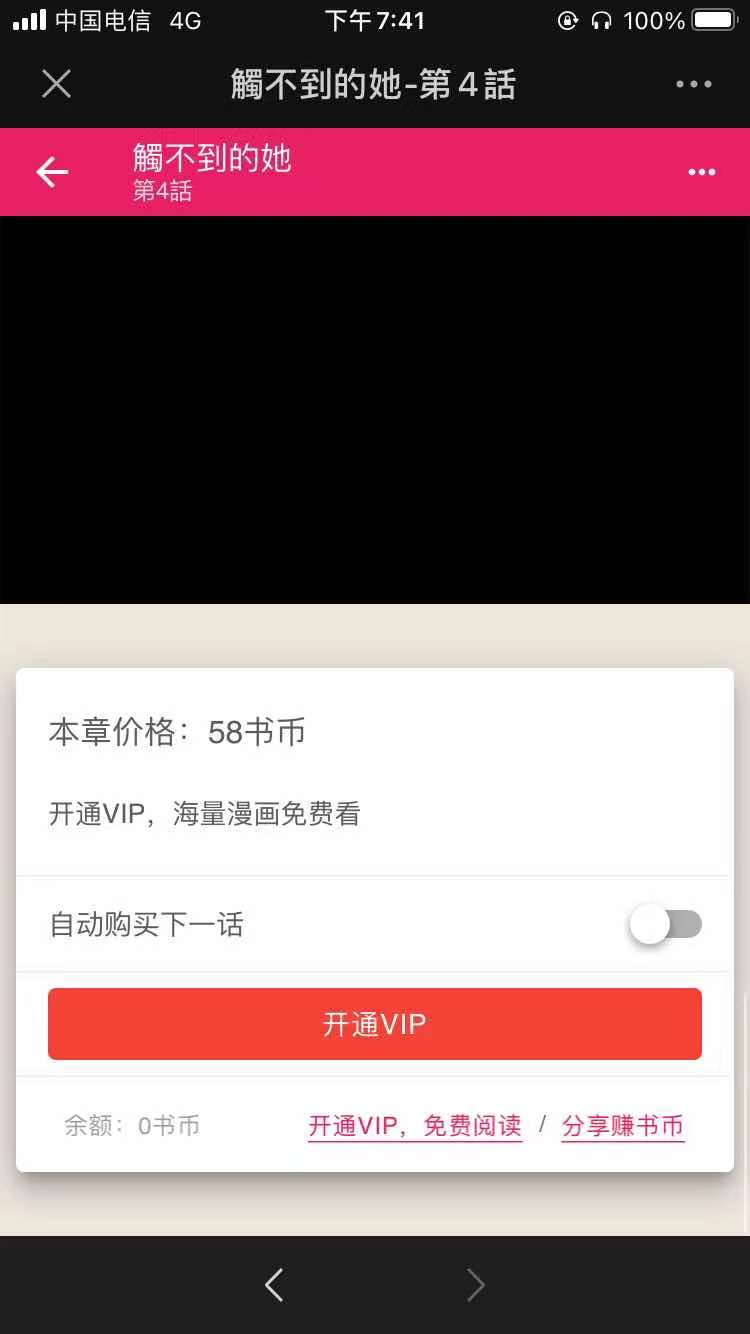 中国电信 4G 下午7:41 100%
觸不到的她-第4話
觸不到的她
第4話
本章价格：58书币
开通VIP，海量漫画免费看
自动购买下一话
开通VIP
余额：0书币 开通VIP，免费阅读 / 分享赚书币